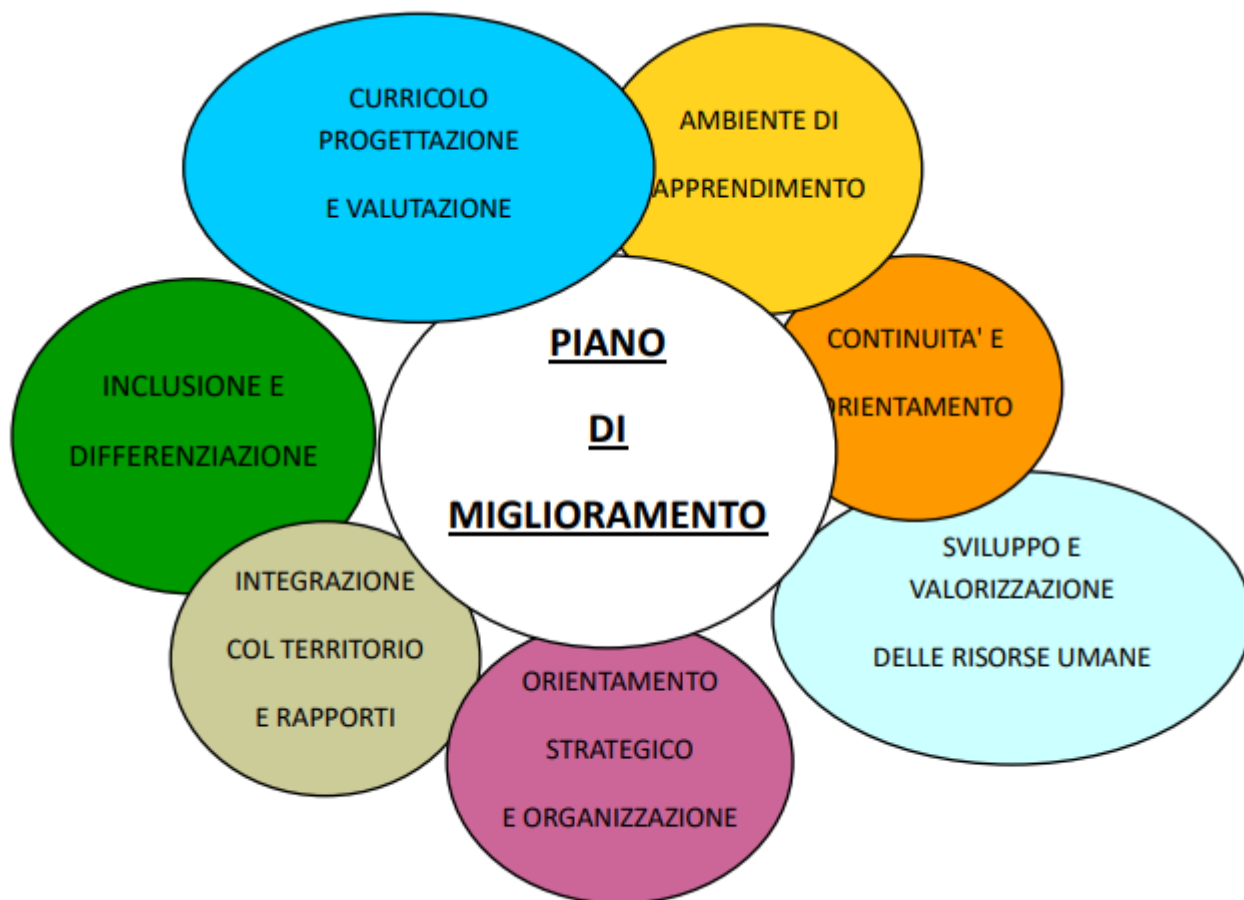 CURRICOLO
PROGETTAZIONE
E VALUTAZIONE
AMBIENTE DI
APPRENDIMENTO
CONTINUITA' E
ORIENTAMENTO
SVILUPPO E
VALORIZZAZIONE
DELLE RISORSE UMANE
ORIENTAMENTO
STRATEGICO
E ORGANIZZAZIONE
INTEGRAZIONE
COL TERRITORIO
E RAPPORTI
INCLUSIONE E
DIFFERENZIAZIONE
PIANO
DI
MIGLIORAMENTO